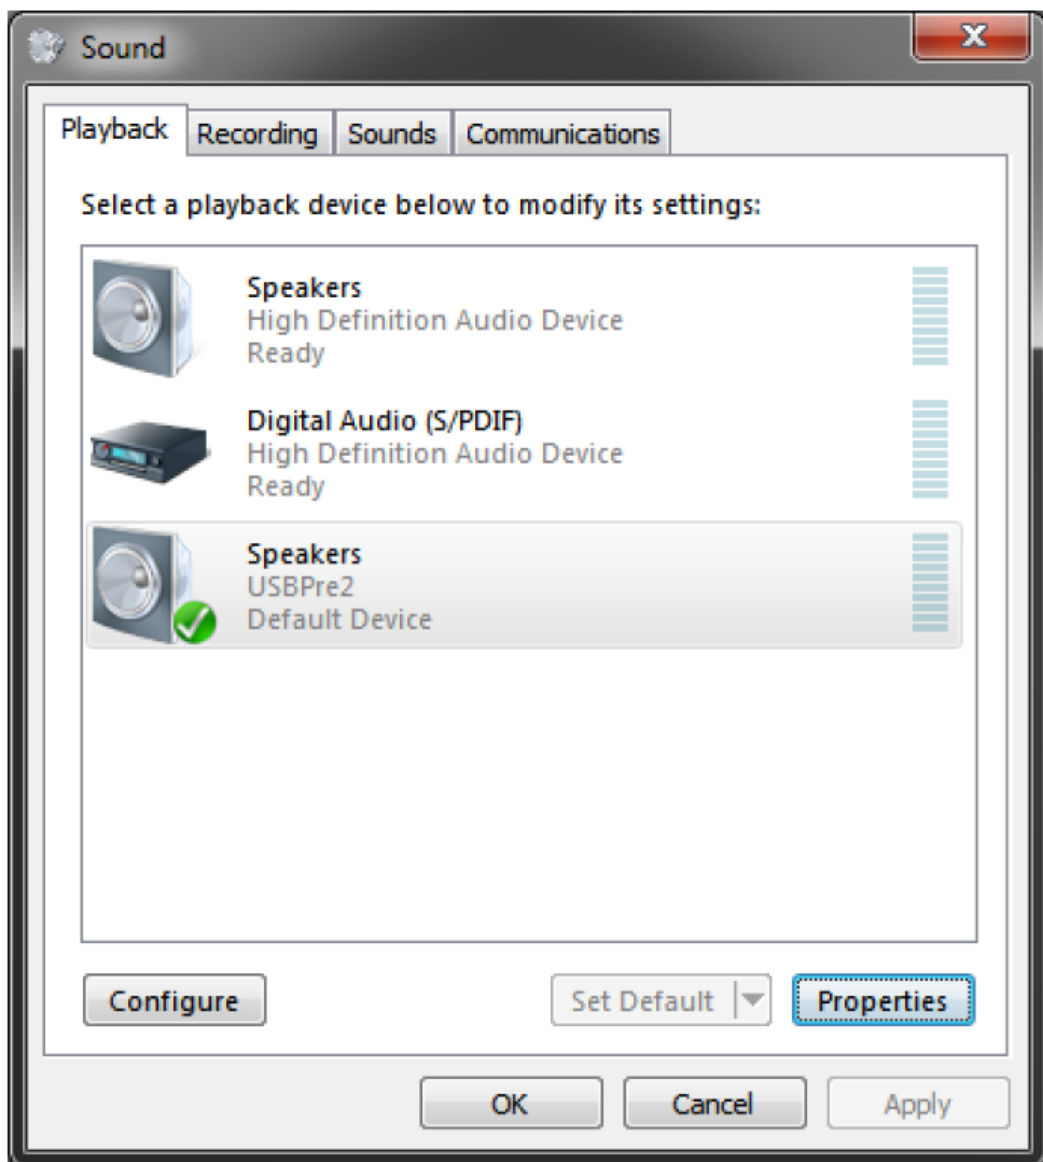 Sound
Playback Recording Sounds Communications
Select a playback device below to modify its settings:
Speakers
High Definition Audio Device
Ready
Digital Audio (S/PDIF)
High Definition Audio Device
Ready
Speakers
USBPre2
Default Device
Configure Set Default Properties
OK Cancel Apply